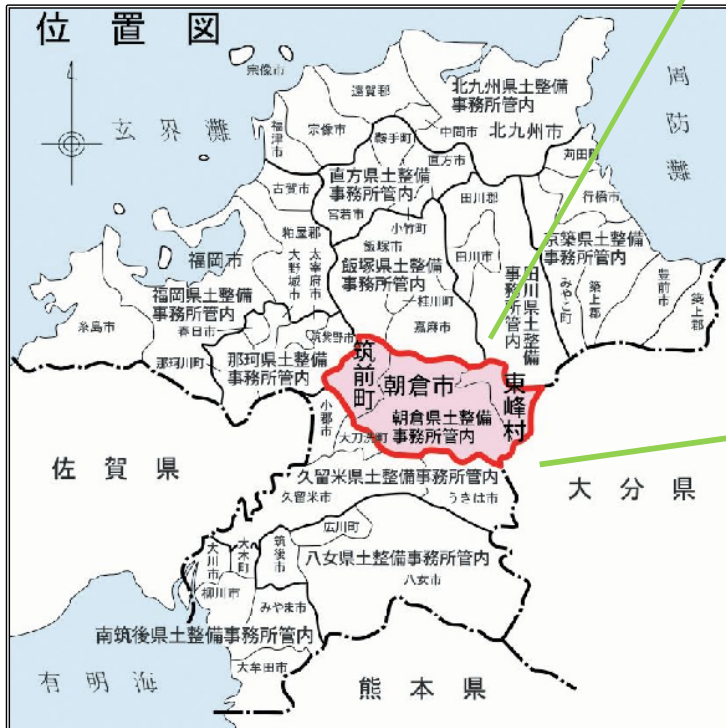 位置図
宗像市
遠賀郡
北九州県土整備
事務所管内
周防灘
玄界灘
福津市
宗像市
鞍手町
中間市
北九州市
直方市
苅田町
直方県土整備
事務所管内
古賀市
宮若市
小竹町
田川郡
行橋市
京築県土整備
事務所管内
粕屋郡
福岡市
大野城市
太宰府市
飯塚市
飯塚県土整備
事務所管内
田川市
田川県土整備
事務所管内
みやこ町
築上郡
豊前市
築上郡
福岡県土整備
事務所管内
桂川町
糸島市
春日市
筑紫野市
嘉麻市
那珂川町
那珂県土整備
事務所管内
筑前町
朝倉市
東峰村
朝倉県土整備
事務所管内
小郡市
大刀洗町
佐賀県
久留米県土整備事務所管内
久留米市
うきは市
大分県
広川町
大川市
大木町
筑後市
八女県土整備事務所管内
八女市
柳川市
みやま市
南筑後県土整備事務所管内
大牟田市
有明海
熊本県